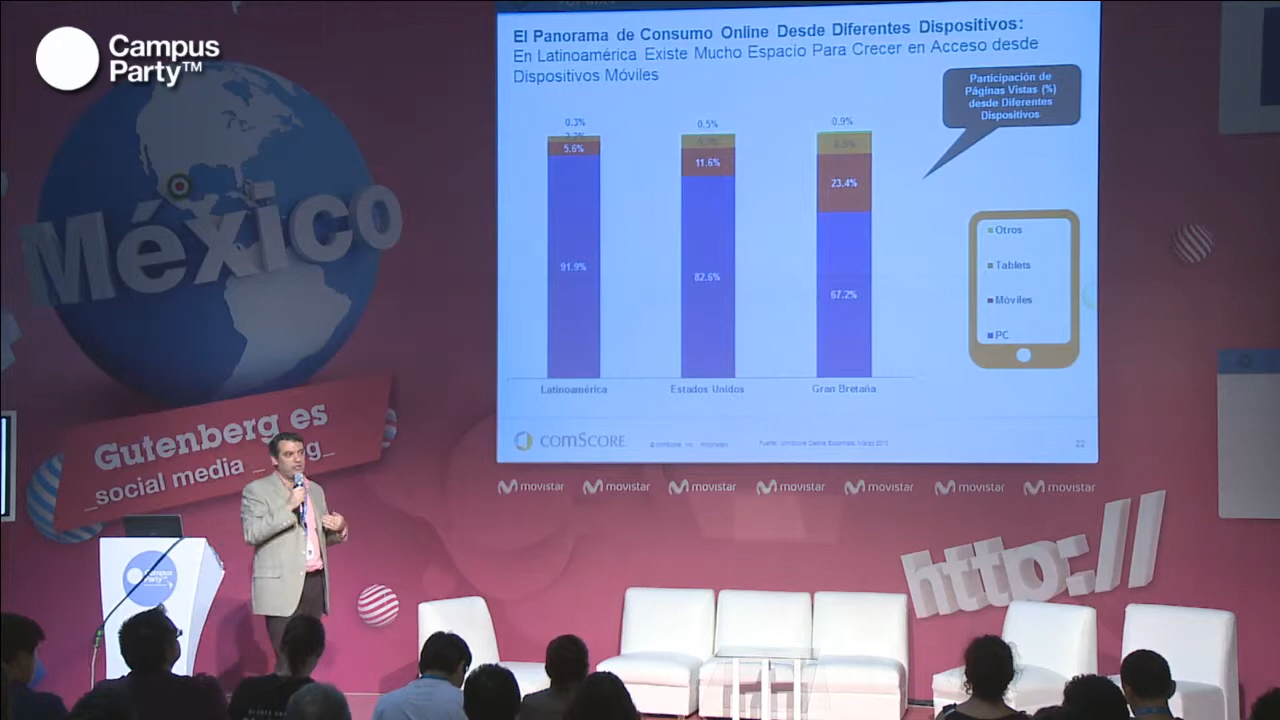 Campus
Party™
México
Gutenberg es
_social media
El Panorama de Consumo Online Desde Diferentes Dispositivos:
En Latinoamérica Existe Mucho Espacio Para Crecer en Acceso desde
Dispositivos Móviles
Participación de
Páginas Vistas (%)
desde Diferentes
Dispositivos
0.3%
0.5%
0.9%
5.6%
11.6%
23.4%
91.9%
82.6%
67.2%
Otros
Tablets
Móviles
PC
Latinoamérica
Estados Unidos
Gran Bretaña
comSCORE
22
movistar movistar movistar movistar movistar movistar movistar
http://
Campus
Party™